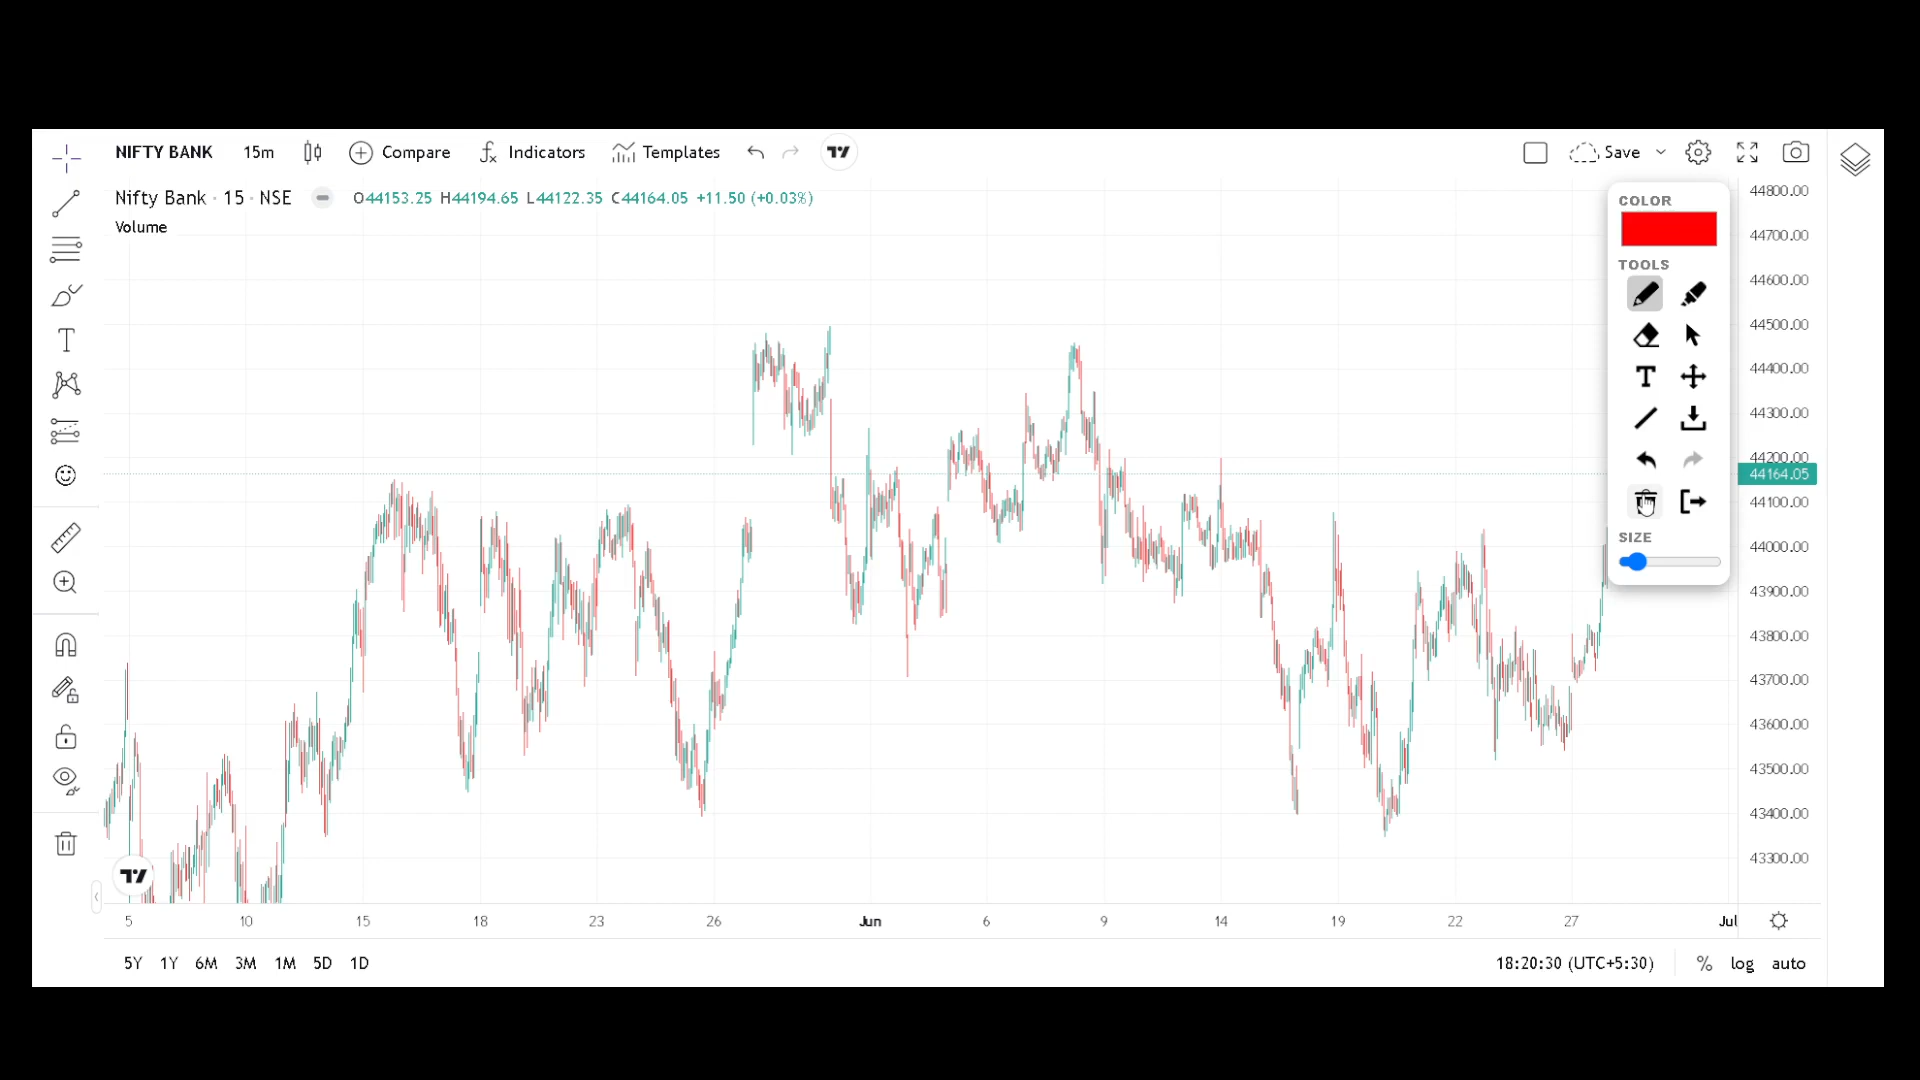 NIFTY BANK 15m Compare Indicators Templates Save
Nifty Bank · 15 · NSE O44153.25 H44194.65 L44122.35 C44164.05 +11.50 (+0.03%)
Volume
COLOR
TOOLS
SIZE
44800.00
44700.00
44600.00
44500.00
44400.00
44300.00
44200.00
44164.05
44100.00
44000.00
43900.00
43800.00
43700.00
43600.00
43500.00
43400.00
43300.00
5 10 15 18 23 26 Jun 6 9 14 19 22 27 Jul
5Y 1Y 6M 3M 1M 5D 1D 18:20:30 (UTC+5:30) % log auto